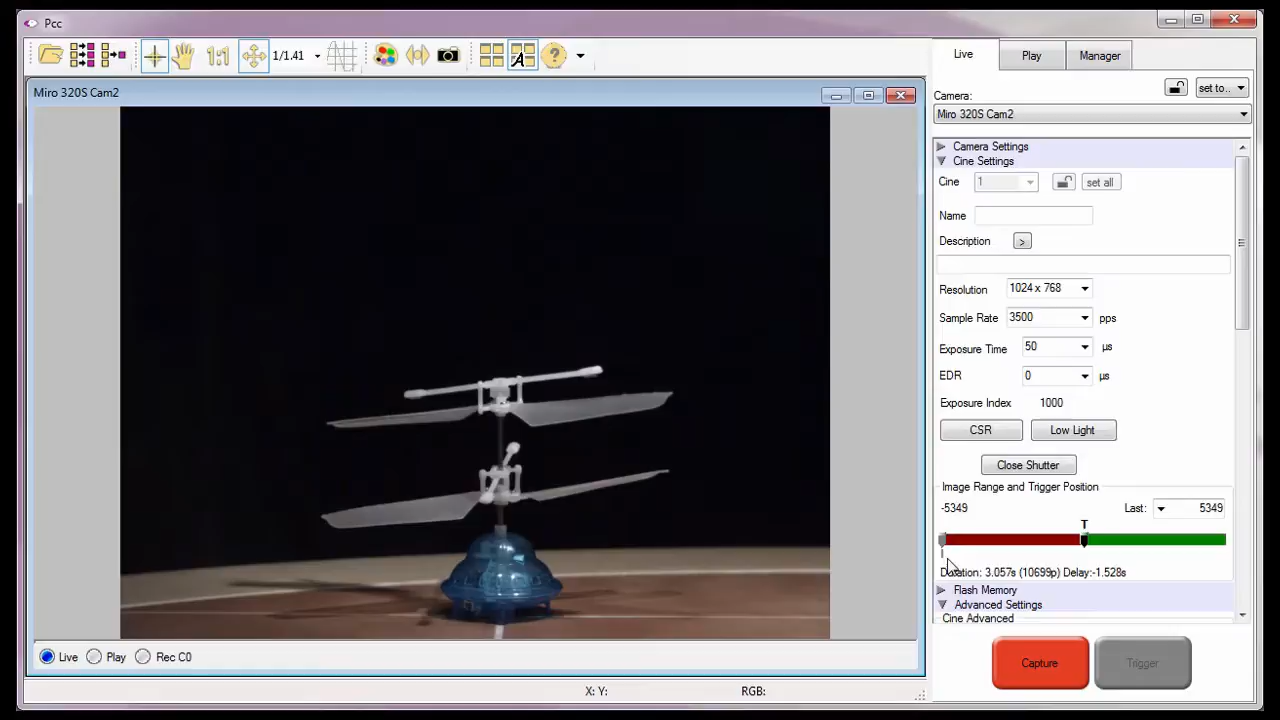 Pcc
1:1
1/1.41
A
?
Live Play Manager
set to..
Camera:
Miro 320S Cam2
Miro 320S Cam2
Camera Settings
Cine Settings
Cine 1 set all
Name
Description >
Resolution 1024 x 768
Sample Rate 3500 pps
Exposure Time 50 µs
EDR 0 µs
Exposure Index 1000
CSR Low Light
Close Shutter
Image Range and Trigger Position
-5349 Last: 5349
T
Duration: 3.057s (10699p) Delay:-1.528s
Flash Memory
Advanced Settings
Cine Advanced
Live Play Rec C0
Capture Trigger
X: Y: RGB: